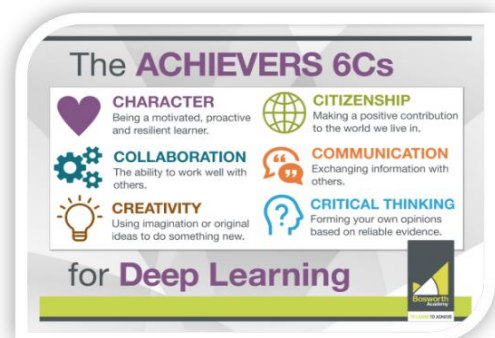 The ACHIEVERS 6Cs
CHARACTER
Being a motivated, proactive
and resilient learner.
COLLABORATION
The ability to work well with
others.
CREATIVITY
Using imagination or original
ideas to do something new.
CITIZENSHIP
Making a positive contribution
to the world we live in.
COMMUNICATION
Exchanging information with
others.
CRITICAL THINKING
Forming your own opinions
based on reliable evidence.
for Deep Learning
Bosworth
Academy
TO ACHIEVE